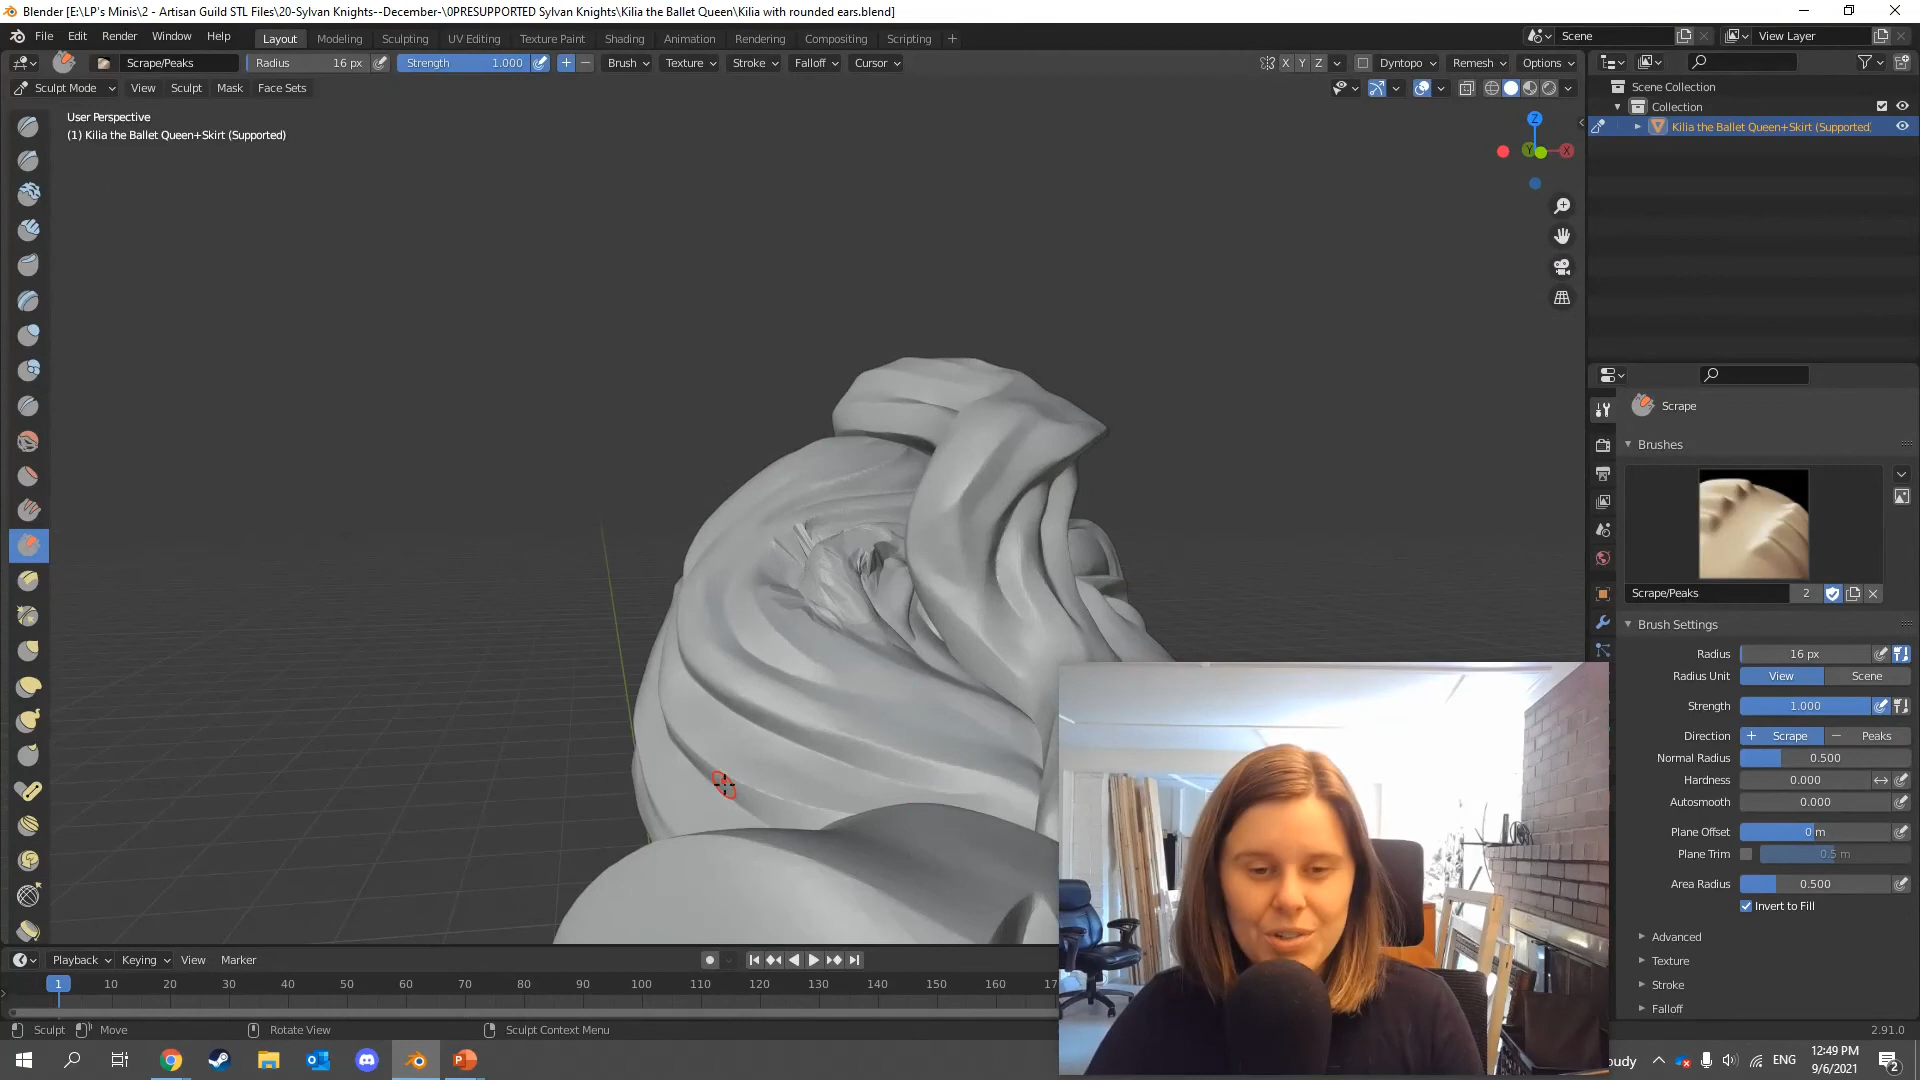 Blender [E:\LP's Minis\2 - Artisan Guild STL Files\20-Sylvan Knights--December-\0PRESUPPORTED Sylvan Knights\Kilia the Ballet Queen\Kilia with rounded ears.blend]
File Edit Render Window Help Layout Modeling Sculpting UV Editing Texture Paint Shading Animation Rendering Compositing Scripting Scene View Layer
Scrape/Peaks Radius 16 px Strength 1.000 Brush Texture Stroke Falloff Cursor X Y Z Dyntopo Remesh Options
Sculpt Mode View Sculpt Mask Face Sets
Scene Collection
Collection
Kilia the Ballet Queen+Skirt (Supported
User Perspective
(1) Kilia the Ballet Queen+Skirt (Supported)
Z
Y X
Scrape
Brushes
Scrape/Peaks 2
Brush Settings
Radius 16 px
Radius Unit View Scene
Strength 1.000
Direction Scrape Peaks
Normal Radius 0.500
Hardness 0.000
Autosmooth 0.000
Plane Offset 0 m
Plane Trim 0.5 m
Area Radius 0.500
Invert to Fill
Advanced
Texture
Stroke
Falloff
Playback Keying View Marker
1 10 20 30 40 50 60 70 80 90 100 110 120 130 140 150 160
Sculpt Move Rotate View Sculpt Context Menu 2.91.0
oudy ENG 12:49 PM
9/6/2021 2